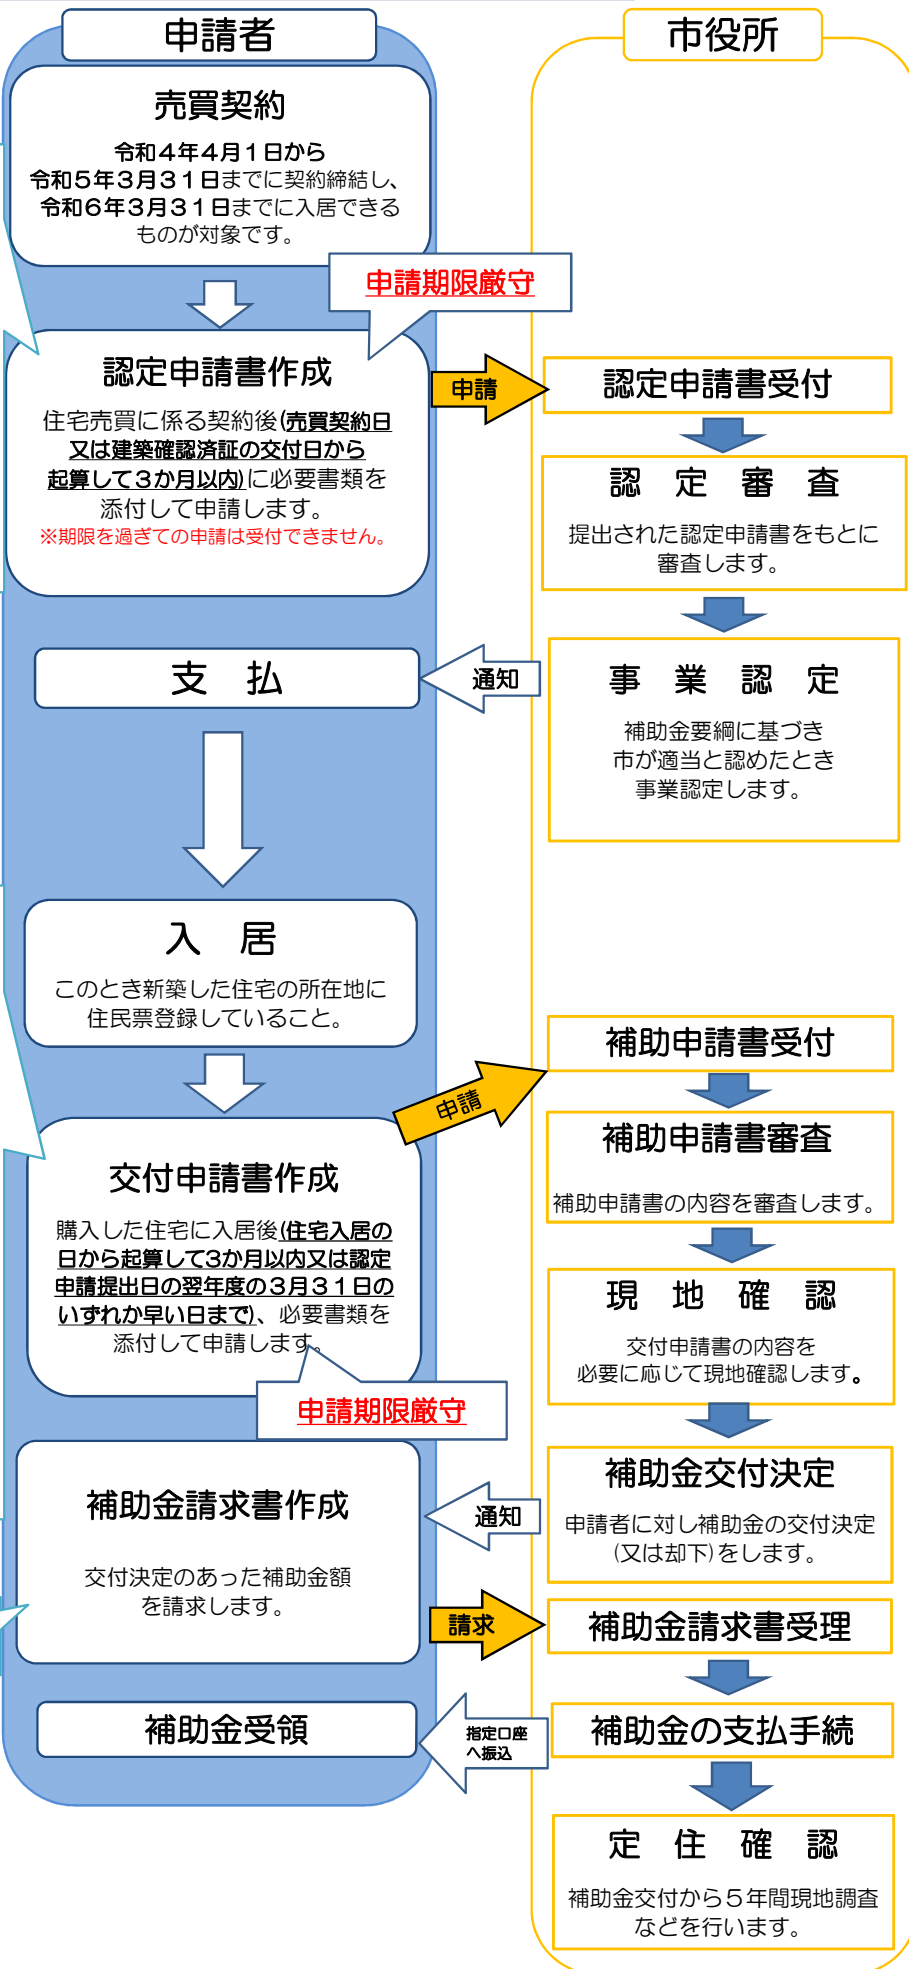 申請者
市役所
売買契約
令和4年4月1日から
令和5年3月31日までに契約締結し、
令和6年3月31日までに入居できる
ものが対象です。
申請期限厳守
認定申請書作成
住宅売買に係る契約後(売買契約日
又は建築確認済証の交付日から
起算して3か月以内)に必要書類を
添付して申請します。
※期限を過ぎての申請は受付できません。
申請
認定申請書受付
認　定　審　査
提出された認定申請書をもとに
審査します。
事　業　認　定
補助金要綱に基づき
市が適当と認めたとき
事業認定します。
通知
支　払
入　居
このとき新築した住宅の所在地に
住民票登録していること。
交付申請書作成
購入した住宅に入居後(住宅入居の
日から起算して3か月以内又は認定
申請提出日の翌年度の3月31日の
いずれか早い日まで)、必要書類を
添付して申請します。
申請期限厳守
申請
補助申請書受付
補助申請書審査
補助申請書の内容を審査します。
現　地　確　認
交付申請書の内容を
必要に応じて現地確認します。
補助金交付決定
申請者に対し補助金の交付決定
(又は却下)をします。
通知
補助金請求書作成
交付決定のあった補助金額
を請求します。
請求
補助金請求書受理
補助金の支払手続
指定口座
へ振込
補助金受領
定　住　確　認
補助金交付から5年間現地調査
などを行います。